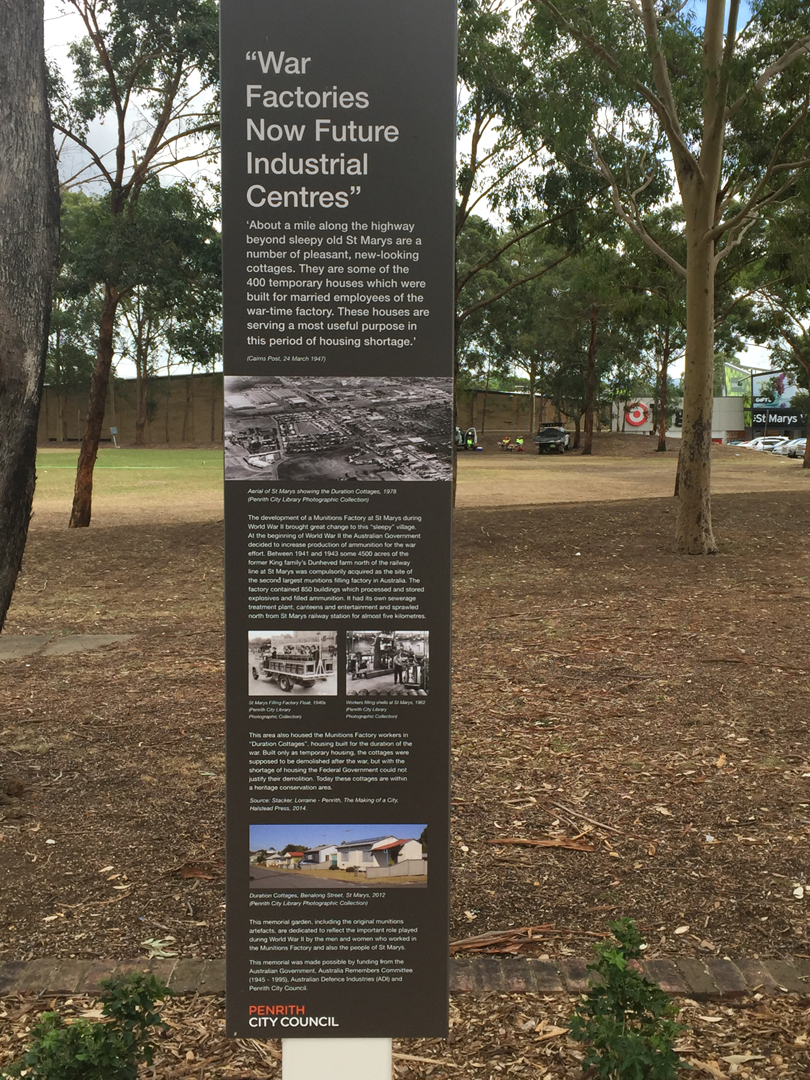 “War
Factories
Now Future
Industrial
Centres”
‘About a mile along the highway
beyond sleepy old St Marys are a
number of pleasant, new-looking
cottages. They are some of the
400 temporary houses which were
built for married employees of the
war-time factory. These houses are
serving a most useful purpose in
this period of housing shortage.’
(Cairns Post, 24 March 1947)
Aerial of St Marys showing the Duration Cottages, 1978
(Penrith City Library Photographic Collection)
The development of a Munitions Factory at St Marys during
World War II brought great change to this “sleepy” village.
At the beginning of World War II the Australian Government
decided to increase production of ammunition for the war
effort. Between 1941 and 1943 some 4500 acres of the
former King family’s Dunheved farm north of the railway
line at St Marys was compulsorily acquired as the site of
the second largest munitions filling factory in Australia. The
factory contained 850 buildings which processed and stored
explosives and filled ammunition. It had its own sewerage
treatment plant, canteens and entertainment and sprawled
north from St Marys railway station for almost five kilometres.
St Marys Filling Factory Float, 1940s
(Penrith City Library
Photographic Collection)
Workers filling shells at St Marys, 1962
(Penrith City Library
Photographic Collection)
This area also housed the Munitions Factory workers in
“Duration Cottages”, housing built for the duration of the
war. Built only as temporary housing, the cottages were
supposed to be demolished after the war, but with the
shortage of housing the Federal Government could not
justify their demolition. Today these cottages are within
a heritage conservation area.
Source: Stacker, Lorraine - Penrith, The Making of a City,
Halstead Press, 2014.
Duration Cottages, Benalong Street, St Marys, 2012
(Penrith City Library Photographic Collection)
This memorial garden, including the original munitions
artefacts, are dedicated to reflect the important role played
during World War II by the men and women who worked in
the Munitions Factory and also the people of St Marys.
This memorial was made possible by funding from the
Australian Government, Australia Remembers Committee
(1945 - 1995), Australian Defence Industries (ADI) and
Penrith City Council.
PENRITH
CITY COUNCIL
St Marys